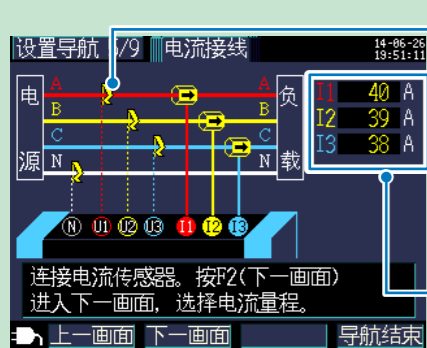 设置导航 6/9 电流接线 14-06-26
19:51:11
电源
A A
B B
C C
N N
负载
I1 40 A
I2 39 A
I3 38 A
N U1 U2 U3 I1 I2 I3
连接电流传感器。按F2(下一画面)
进入下一画面，选择电流量程。
上一画面 下一画面 导航结束